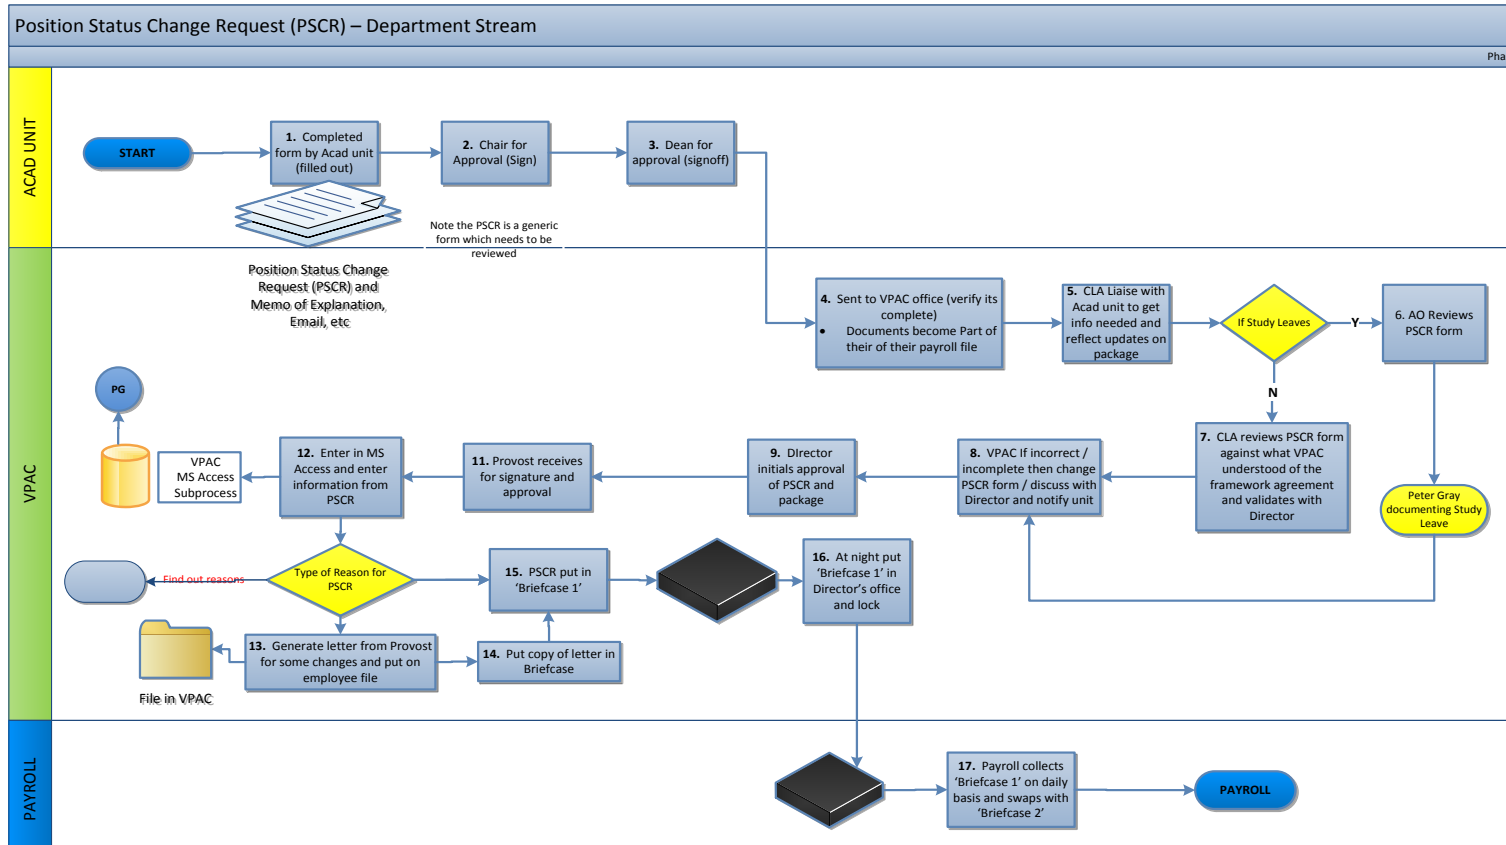 Position Status Change Request (PSCR) – Department Stream
Pha
ACAD UNIT
START
1. Completed
form by Acad unit
(filled out)
2. Chair for
Approval (Sign)
3. Dean for
approval (signoff)
Note the PSCR is a generic
form which needs to be
reviewed
Position Status Change
Request (PSCR) and
Memo of Explanation,
Email, etc
VPAC
4. Sent to VPAC office (verify its
complete)
• Documents become Part of
their of their payroll file
5. CLA Liaise with
Acad unit to get
info needed and
reflect updates on
package
If Study Leaves
Y
6. AO Reviews
PSCR form
N
7. CLA reviews PSCR form
against what VPAC
understood of the
framework agreement
and validates with
Director
Peter Gray
documenting Study
Leave
8. VPAC If incorrect /
incomplete then change
PSCR form / discuss with
Director and notify unit
9. DIrector
initials approval
of PSCR and
package
11. Provost receives
for signature and
approval
12. Enter in MS
Access and enter
information from
PSCR
VPAC
MS Access
Subprocess
PG
Type of Reason for
PSCR
Find out reasons
13. Generate letter from Provost
for some changes and put on
employee file
File in VPAC
14. Put copy of letter in
Briefcase
15. PSCR put in
‘Briefcase 1’
16. At night put
‘Briefcase 1’ in
Director’s office
and lock
PAYROLL
17. Payroll collects
‘Briefcase 1’ on daily
basis and swaps with
‘Briefcase 2’
PAYROLL